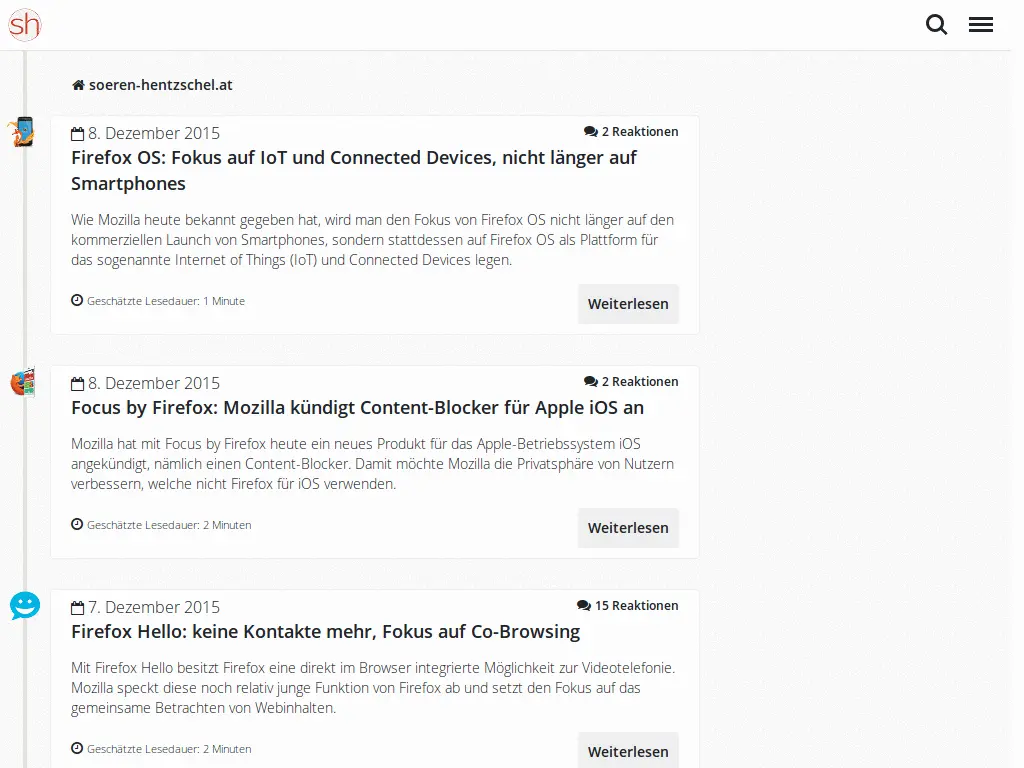 sh
soeren-hentzschel.at
8. Dezember 2015
2 Reaktionen
Firefox OS: Fokus auf IoT und Connected Devices, nicht länger auf
Smartphones
Wie Mozilla heute bekannt gegeben hat, wird man den Fokus von Firefox OS nicht länger auf den
kommerziellen Launch von Smartphones, sondern stattdessen auf Firefox OS als Plattform für
das sogenannte Internet of Things (IoT) und Connected Devices legen.
Geschätzte Lesedauer: 1 Minute
Weiterlesen
8. Dezember 2015
2 Reaktionen
Focus by Firefox: Mozilla kündigt Content-Blocker für Apple iOS an
Mozilla hat mit Focus by Firefox heute ein neues Produkt für das Apple-Betriebssystem iOS
angekündigt, nämlich einen Content-Blocker. Damit möchte Mozilla die Privatsphäre von Nutzern
verbessern, welche nicht Firefox für iOS verwenden.
Geschätzte Lesedauer: 2 Minuten
Weiterlesen
7. Dezember 2015
15 Reaktionen
Firefox Hello: keine Kontakte mehr, Fokus auf Co-Browsing
Mit Firefox Hello besitzt Firefox eine direkt im Browser integrierte Möglichkeit zur Videotelefonie.
Mozilla speckt diese noch relativ junge Funktion von Firefox ab und setzt den Fokus auf das
gemeinsame Betrachten von Webinhalten.
Geschätzte Lesedauer: 2 Minuten
Weiterlesen